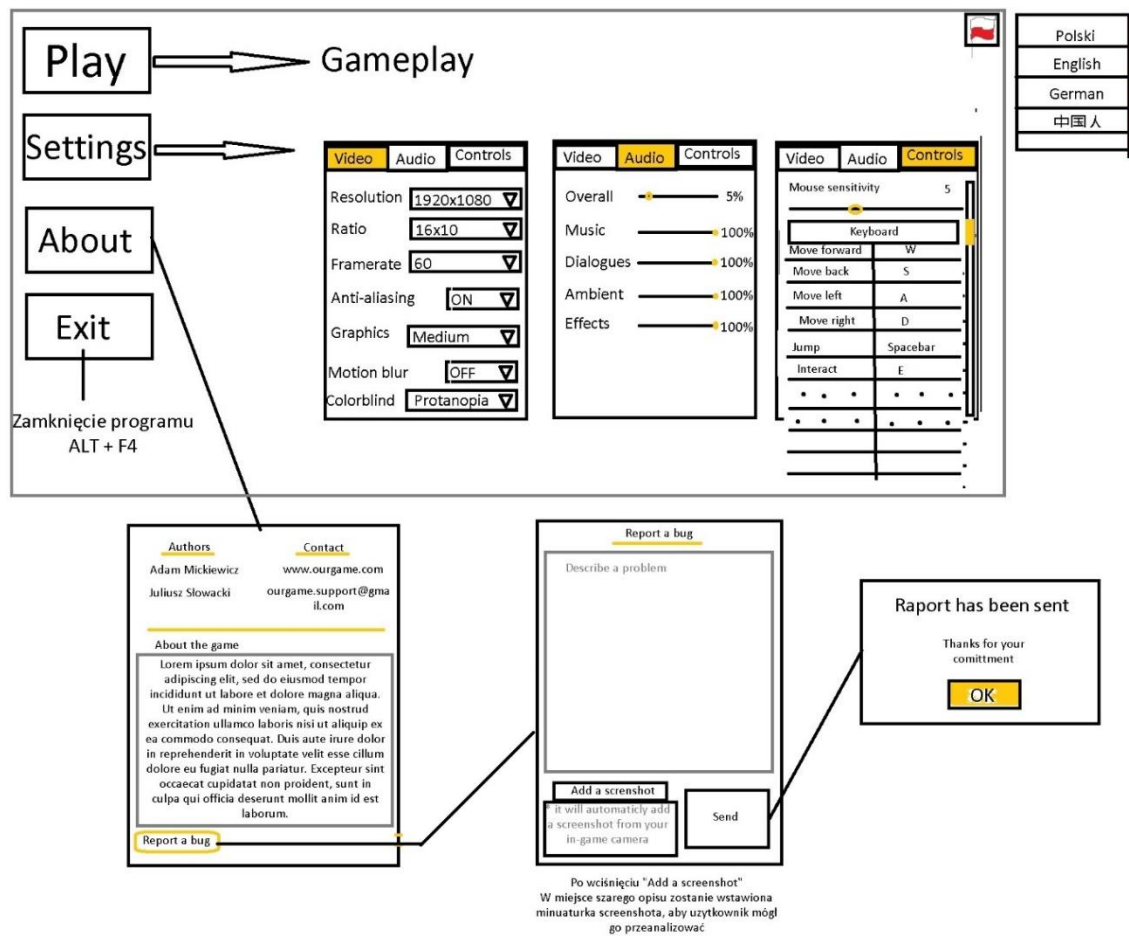 Play
Gameplay
Polski
English
German
中国人
Settings
Video Audio Controls
Resolution 1920x1080
Ratio 16x10
Framerate 60
Anti-aliasing ON
Graphics Medium
Motion blur OFF
Colorblind Protanopia
Video Audio Controls
Overall 5%
Music 100%
Dialogues 100%
Ambient 100%
Effects 100%
Video Audio Controls
Mouse sensitivity 5
Keyboard
Move forward W
Move back S
Move left A
Move right D
Jump Spacebar
Interact E
About
Exit
Zamknięcie programu
ALT + F4
Authors Contact
Adam Mickiewicz www.ourgame.com
Juliusz Słowacki ourgame.support@gma
il.com
About the game
Lorem ipsum dolor sit amet, consectetur
adipiscing elit, sed do eiusmod tempor
incididunt ut labore et dolore magna aliqua.
Ut enim ad minim veniam, quis nostrud
exercitation ullamco laboris nisi ut aliquip ex
ea commodo consequat. Duis aute irure dolor
in reprehenderit in voluptate velit esse cillum
dolore eu fugiat nulla pariatur. Excepteur sint
occaecat cupidatat non proident, sunt in
culpa qui officia deserunt mollit anim id est
laborum.
Report a bug
Report a bug
Describe a problem
Add a screnshot
* it will automaticly add
a screenshot from your
in-game camera
Send
Po wciśnięciu "Add a screenshot"
W miejsce szarego opisu zostanie wstawiona
minuaturka screenshota, aby uzytkownik mógł
go przeanalizować
Raport has been sent
Thanks for your
comittment
OK